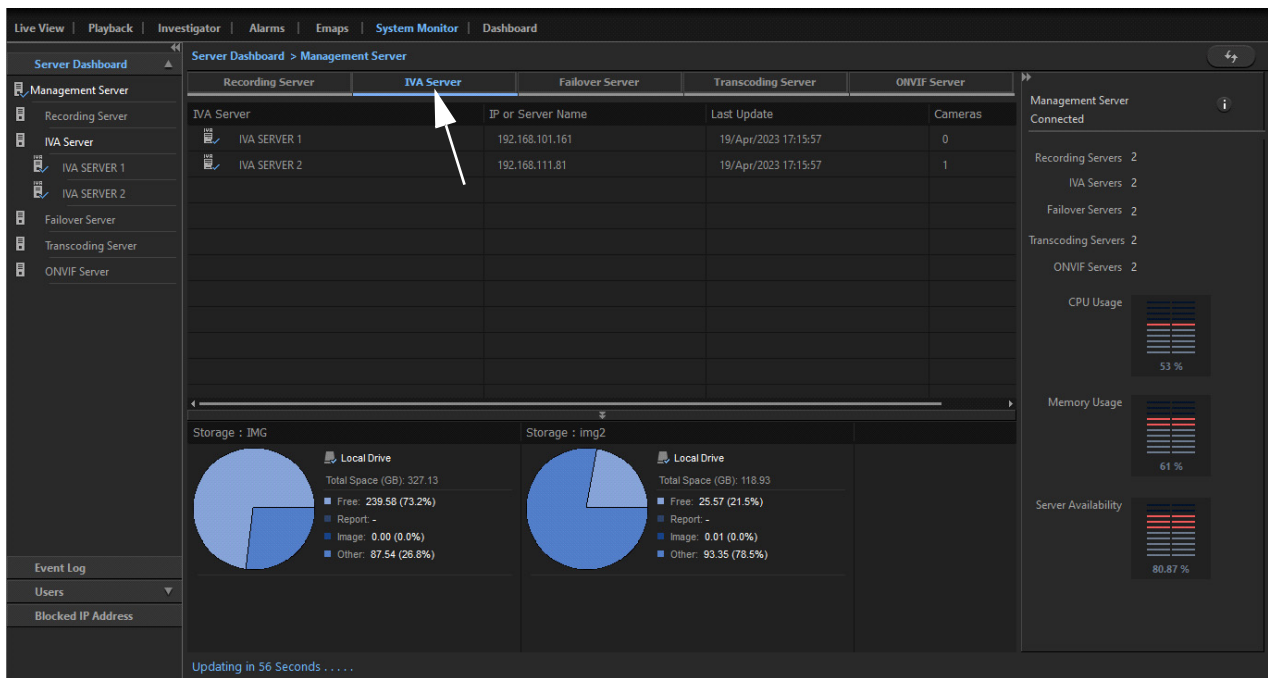 Live View | Playback | Investigator | Alarms | Emaps | System Monitor | Dashboard
Server Dashboard
Management Server
Recording Server
IVA Server
IVA SERVER 1
IVA SERVER 2
Failover Server
Transcoding Server
ONVIF Server
Event Log
Users
Blocked IP Address
Server Dashboard > Management Server
Recording Server IVA Server Failover Server Transcoding Server ONVIF Server
IVA Server IP or Server Name Last Update Cameras
IVA SERVER 1 192.168.101.161 19/Apr/2023 17:15:57 0
IVA SERVER 2 192.168.111.81 19/Apr/2023 17:15:57 1
Storage : IMG
Local Drive
Total Space (GB): 327.13
Free: 239.58 (73.2%)
Report: -
Image: 0.00 (0.0%)
Other: 87.54 (26.8%)
Storage : img2
Local Drive
Total Space (GB): 118.93
Free: 25.57 (21.5%)
Report: -
Image: 0.01 (0.0%)
Other: 93.35 (78.5%)
Updating in 56 Seconds . . . . .
Management Server
Connected
i
Recording Servers 2
IVA Servers 2
Failover Servers 2
Transcoding Servers 2
ONVIF Servers 2
CPU Usage
53 %
Memory Usage
61 %
Server Availability
80.87 %